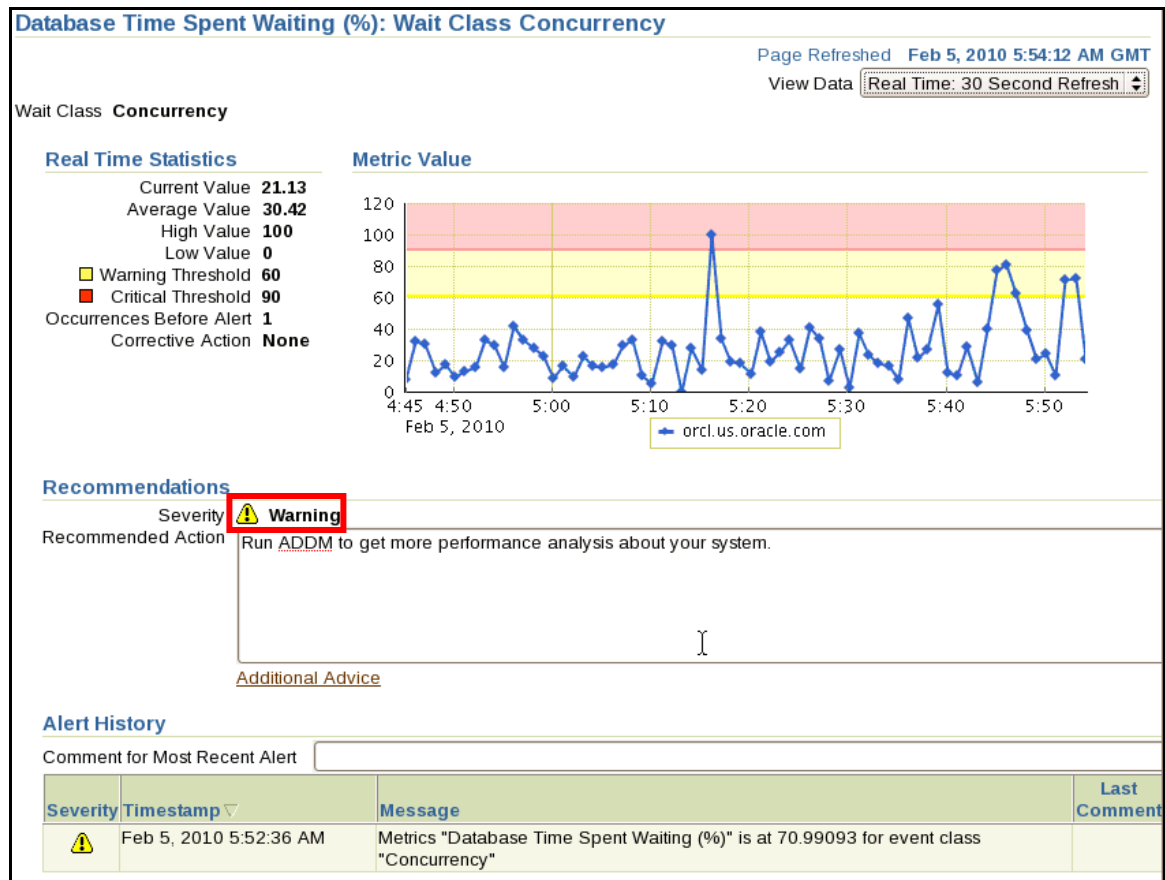 Database Time Spent Waiting (%): Wait Class Concurrency
Page Refreshed Feb 5, 2010 5:54:12 AM GMT
View Data Real Time: 30 Second Refresh
Wait Class Concurrency
Real Time Statistics
Current Value 21.13
Average Value 30.42
High Value 100
Low Value 0
Warning Threshold 60
Critical Threshold 90
Occurrences Before Alert 1
Corrective Action None
Metric Value
120
100
80
60
40
20
0
4:45 4:50 5:00 5:10 5:20 5:30 5:40 5:50
Feb 5, 2010
orcl.us.oracle.com
Recommendations
Severity Warning
Recommended Action Run ADDM to get more performance analysis about your system.
Additional Advice
Alert History
Comment for Most Recent Alert
Severity Timestamp Message Last Comment
Feb 5, 2010 5:52:36 AM Metrics "Database Time Spent Waiting (%)" is at 70.99093 for event class
"Concurrency"